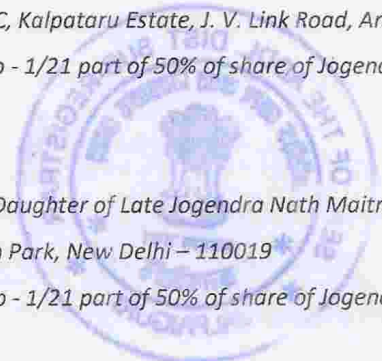 C, Kalpataru Estate, J. V. Link Road, An
- 1/21 part of 50% of share of Jogend
Daughter of Late Jogendra Nath Maitr
Park, New Delhi – 110019
- 1/21 part of 50% of share of Jogend